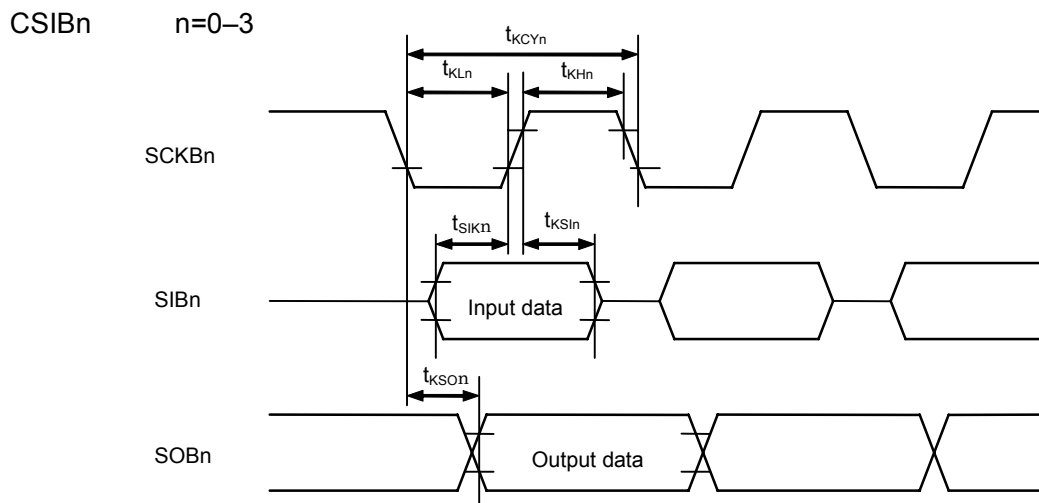 CSIBn n=0–3
tKCYn
tKLn tKHn
SCKBn
tSIKn tKSIn
SIBn Input data
tKSOn
SOBn Output data